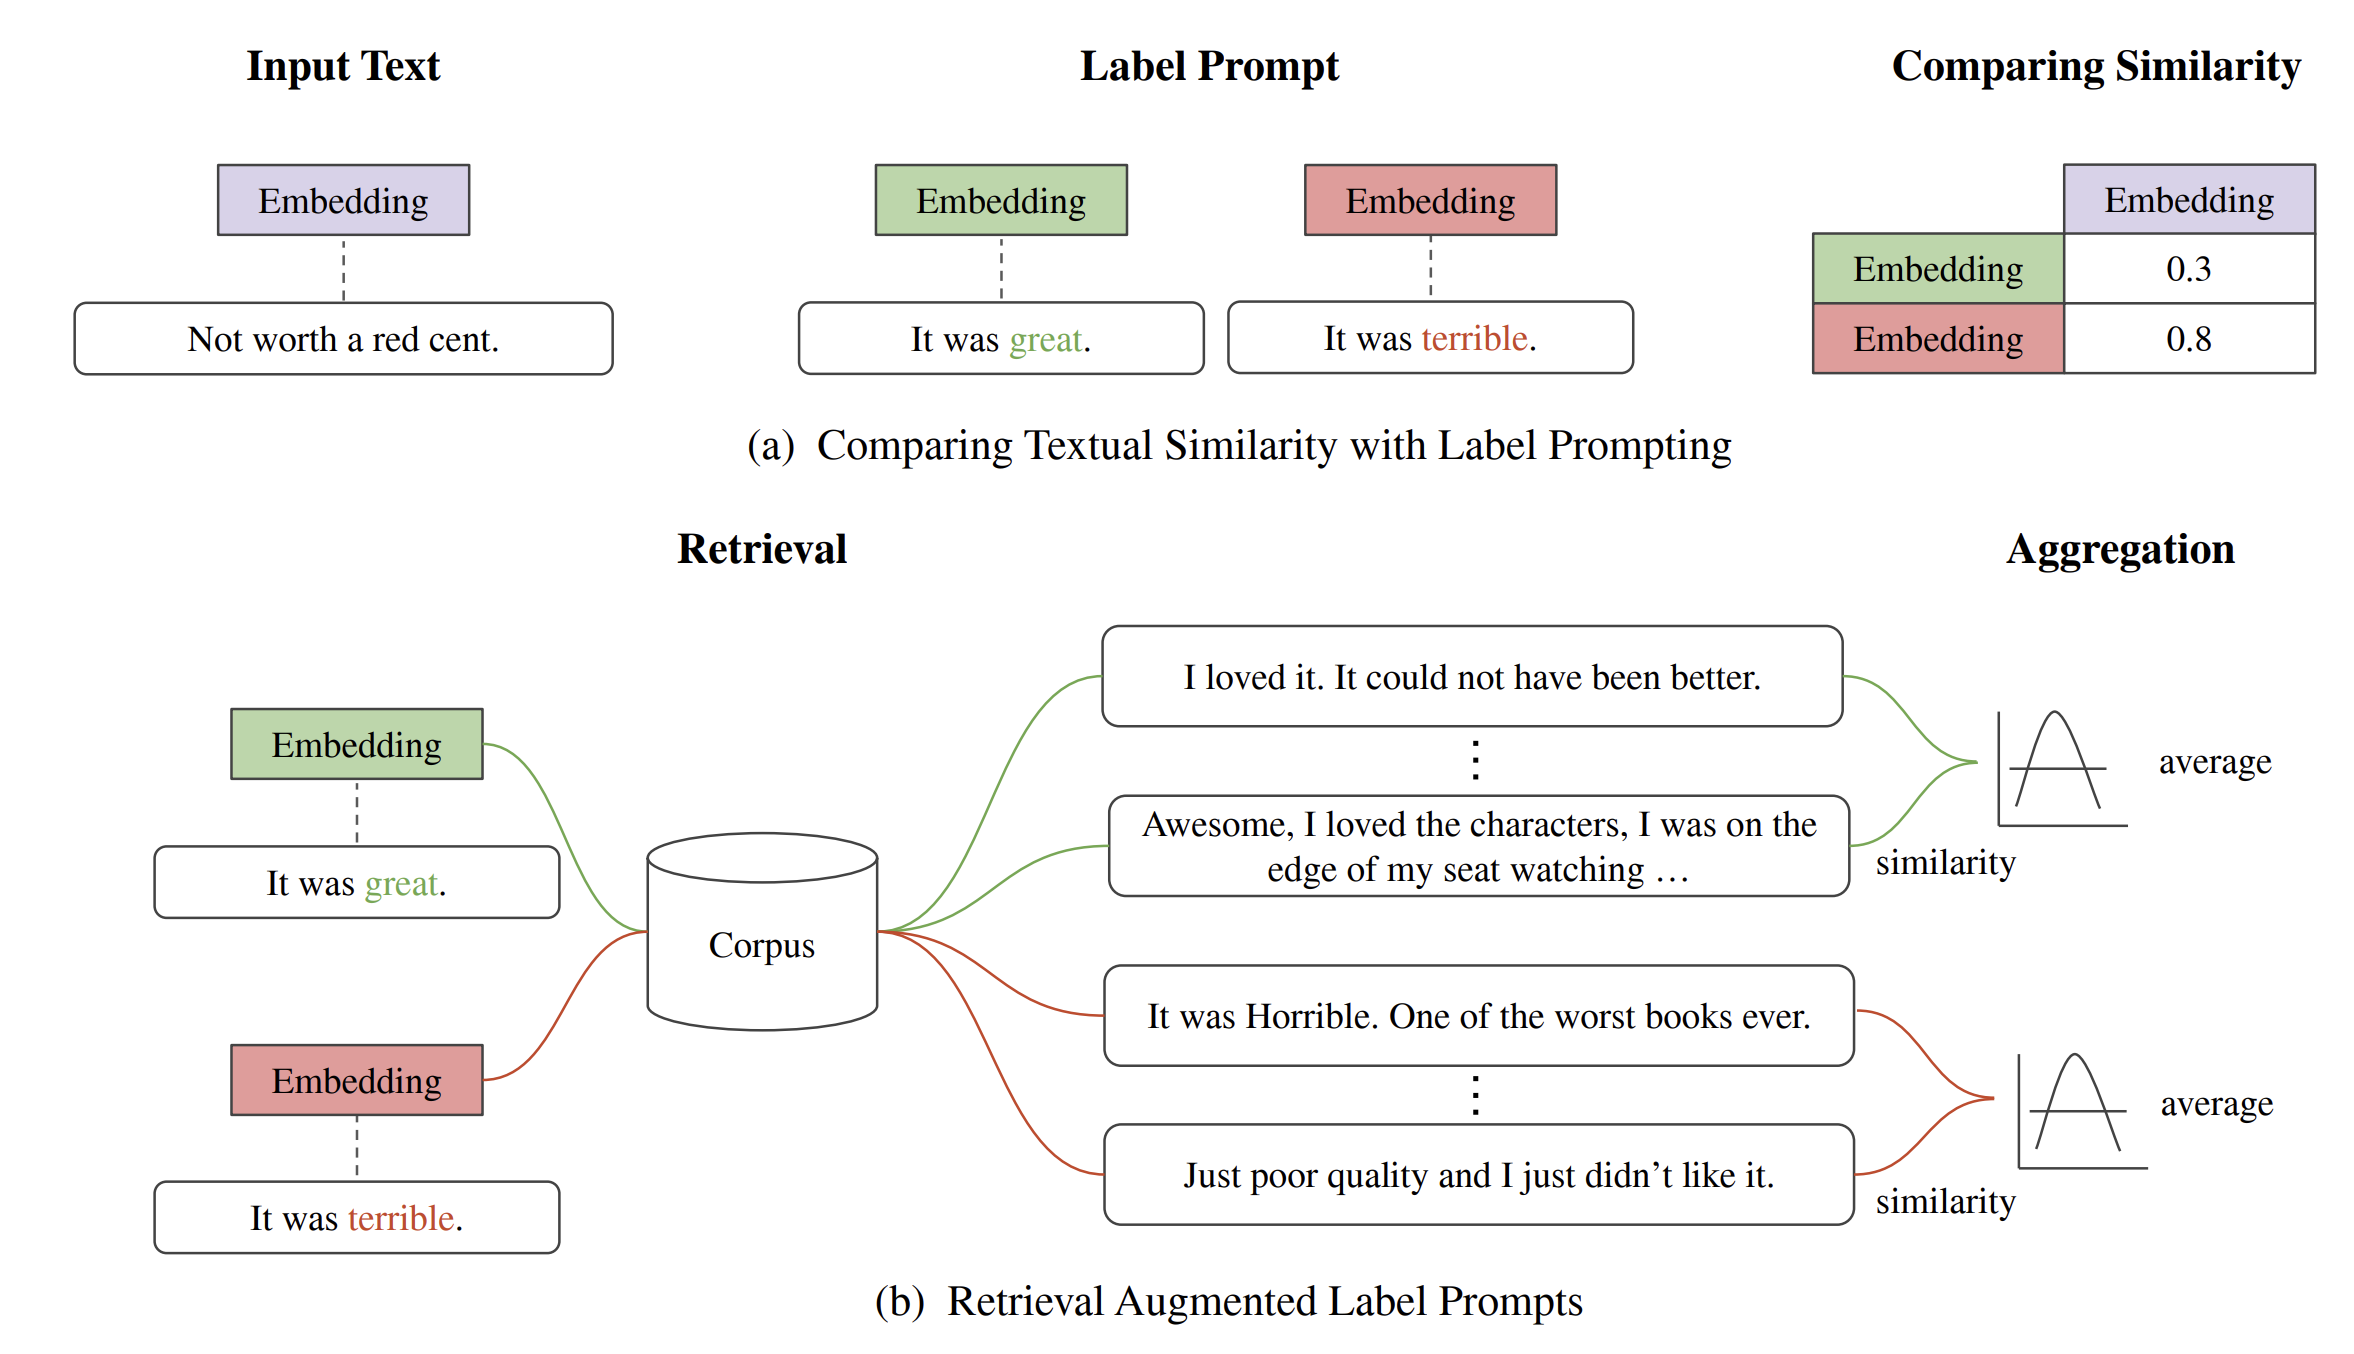 Input Text
Label Prompt
Comparing Similarity
Embedding
Not worth a red cent.
Embedding
It was great.
Embedding
It was terrible.
Embedding
Embedding
0.3
Embedding
0.8
(a) Comparing Textual Similarity with Label Prompting
Retrieval
Aggregation
Embedding
It was great.
Embedding
It was terrible.
Corpus
I loved it. It could not have been better.
⋮
Awesome, I loved the characters, I was on the
edge of my seat watching …
similarity
average
It was Horrible. One of the worst books ever.
⋮
Just poor quality and I just didn’t like it.
similarity
average
(b) Retrieval Augmented Label Prompts